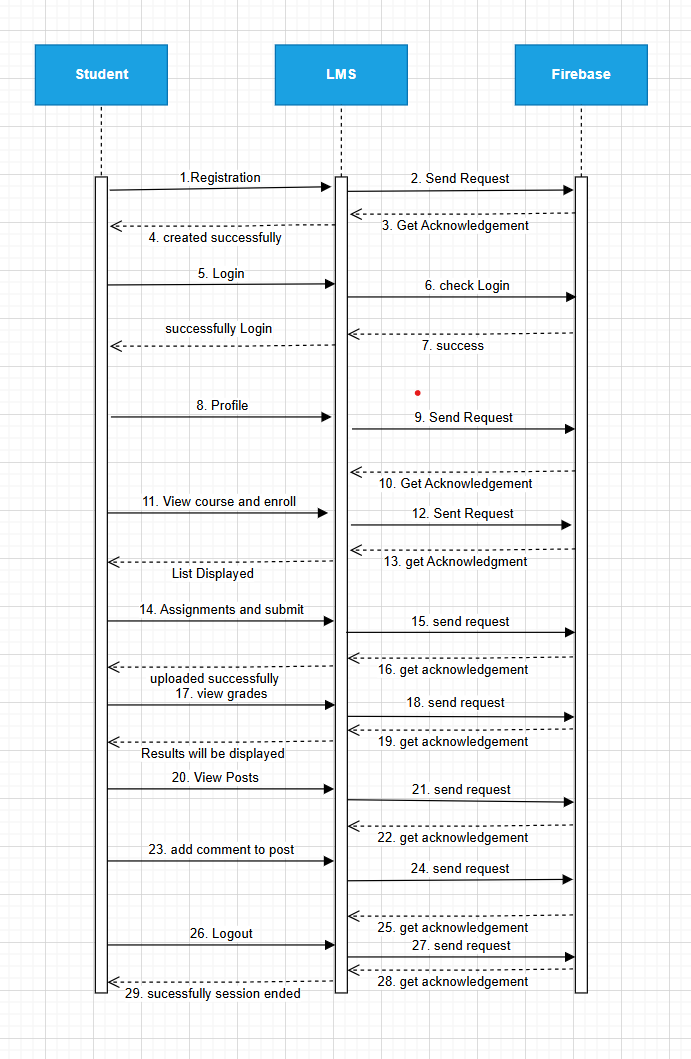 Student
LMS
Firebase
1.Registration
2. Send Request
3. Get Acknowledgement
4. created successfully
5. Login
6. check Login
successfully Login
7. success
8. Profile
9. Send Request
10. Get Acknowledgement
11. View course and enroll
12. Sent Request
13. get Acknowledgment
List Displayed
14. Assignments and submit
15. send request
16. get acknowledgement
uploaded successfully
17. view grades
18. send request
19. get acknowledgement
Results will be displayed
20. View Posts
21. send request
22. get acknowledgement
23. add comment to post
24. send request
25. get acknowledgement
26. Logout
27. send request
28. get acknowledgement
29. sucessfully session ended